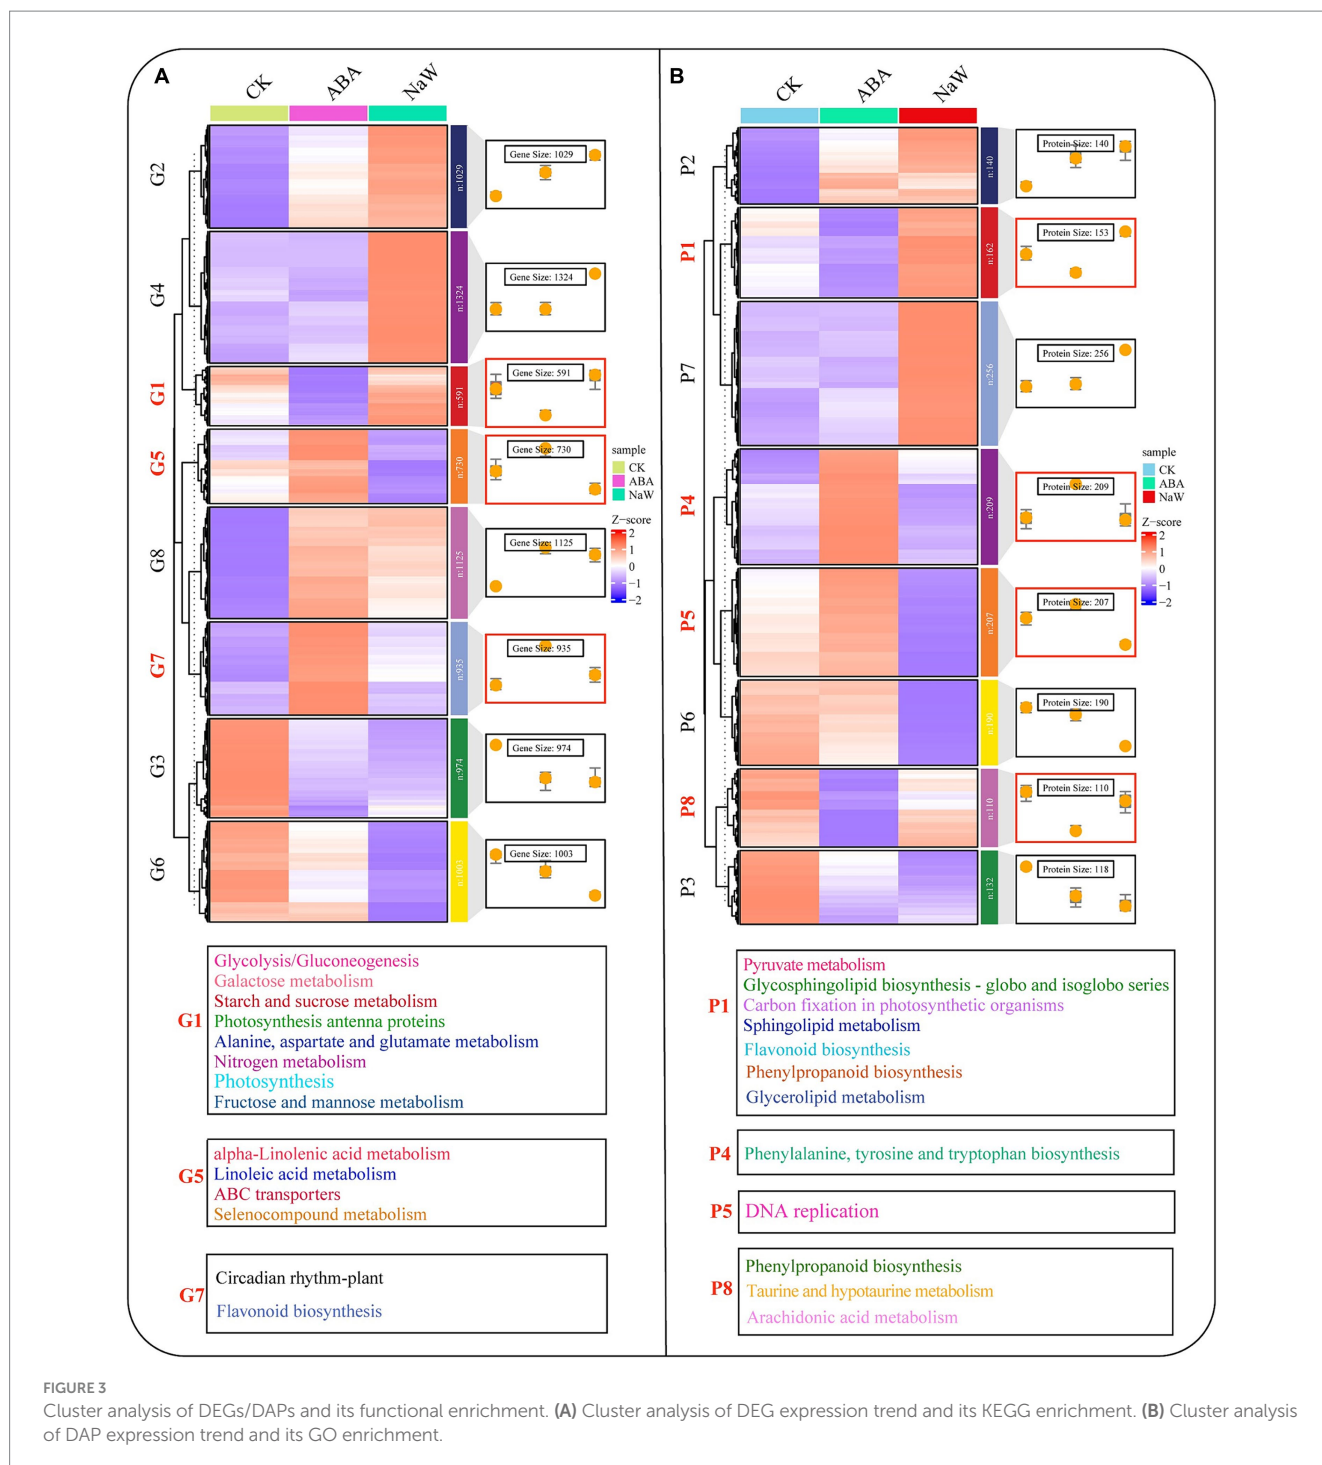 A
CK
ABA
NaW
G2
n:1029
Gene Size: 1029
G4
n:1324
Gene Size: 1324
G1
n:591
Gene Size: 591
G5
n:730
Gene Size: 730
G8
n:1125
Gene Size: 1125
G7
n:935
Gene Size: 935
G3
n:974
Gene Size: 974
G6
n:1003
Gene Size: 1003
sample
CK
ABA
NaW
Z−score
2
1
0
−1
−2
G1
Glycolysis/Gluconeogenesis
Galactose metabolism
Starch and sucrose metabolism
Photosynthesis antenna proteins
Alanine, aspartate and glutamate metabolism
Nitrogen metabolism
Photosynthesis
Fructose and mannose metabolism
G5
alpha-Linolenic acid metabolism
Linoleic acid metabolism
ABC transporters
Selenocompound metabolism
G7
Circadian rhythm-plant
Flavonoid biosynthesis
B
CK
ABA
NaW
P2
n:140
Protein Size: 140
P1
n:162
Protein Size: 153
P7
n:256
Protein Size: 256
P4
n:209
Protein Size: 209
P5
n:207
Protein Size: 207
P6
n:190
Protein Size: 190
P8
n:110
Protein Size: 110
P3
n:132
Protein Size: 118
sample
CK
ABA
NaW
Z−score
2
1
0
−1
−2
P1
Pyruvate metabolism
Glycosphingolipid biosynthesis - globo and isoglobo series
Carbon fixation in photosynthetic organisms
Sphingolipid metabolism
Flavonoid biosynthesis
Phenylpropanoid biosynthesis
Glycerolipid metabolism
P4
Phenylalanine, tyrosine and tryptophan biosynthesis
P5
DNA replication
P8
Phenylpropanoid biosynthesis
Taurine and hypotaurine metabolism
Arachidonic acid metabolism
FIGURE 3
Cluster analysis of DEGs/DAPs and its functional enrichment. (A) Cluster analysis of DEG expression trend and its KEGG enrichment. (B) Cluster analysis
of DAP expression trend and its GO enrichment.